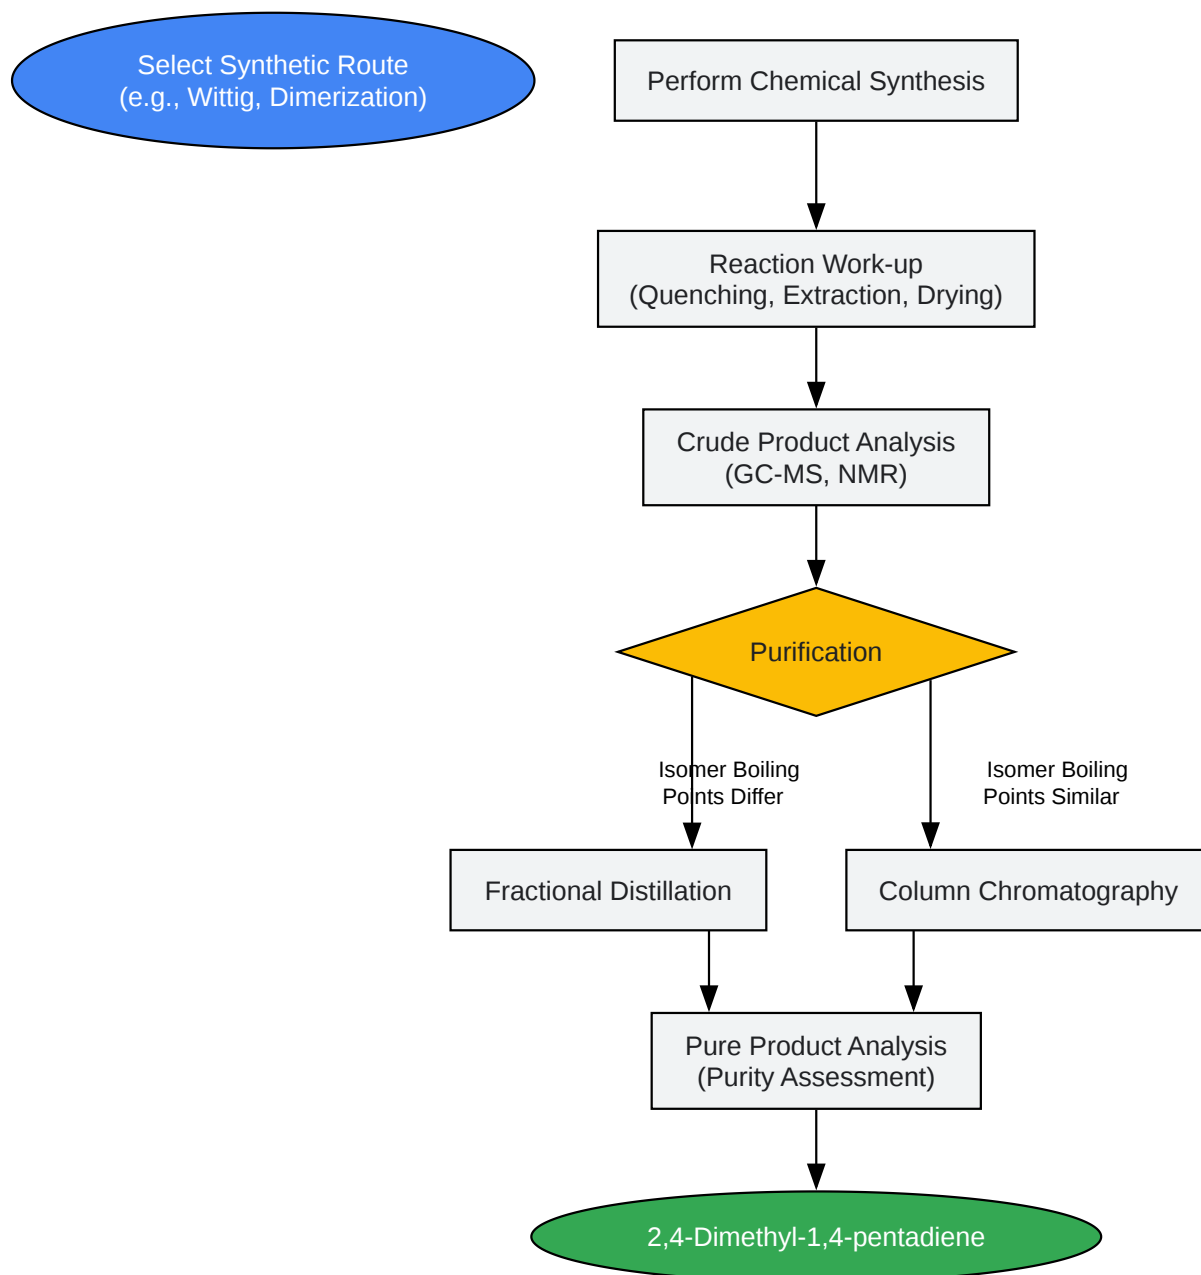 Select Synthetic Route
(e.g., Wittig, Dimerization)
Perform Chemical Synthesis
Reaction Work-up
(Quenching, Extraction, Drying)
Crude Product Analysis
(GC-MS, NMR)
Purification
Isomer Boiling
Points Differ
Isomer Boiling
Points Similar
Fractional Distillation
Column Chromatography
Pure Product Analysis
(Purity Assessment)
2,4-Dimethyl-1,4-pentadiene